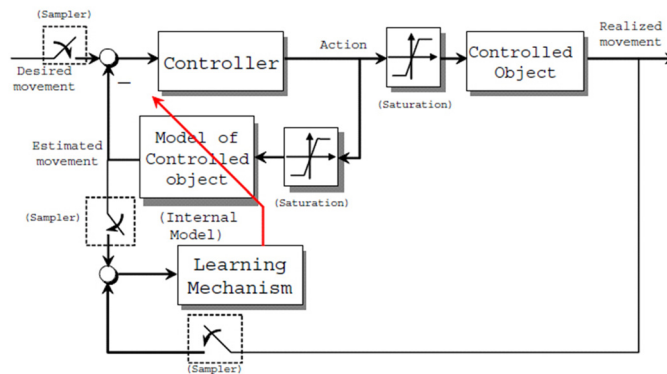 (Sampler)
Desired
movement
Controller
Action
(Saturation)
Controlled
Object
Realized
movement
Estimated
movement
Model of
Controlled
object
(Saturation)
(Internal
Model)
(Sampler)
Learning
Mechanism
(Sampler)